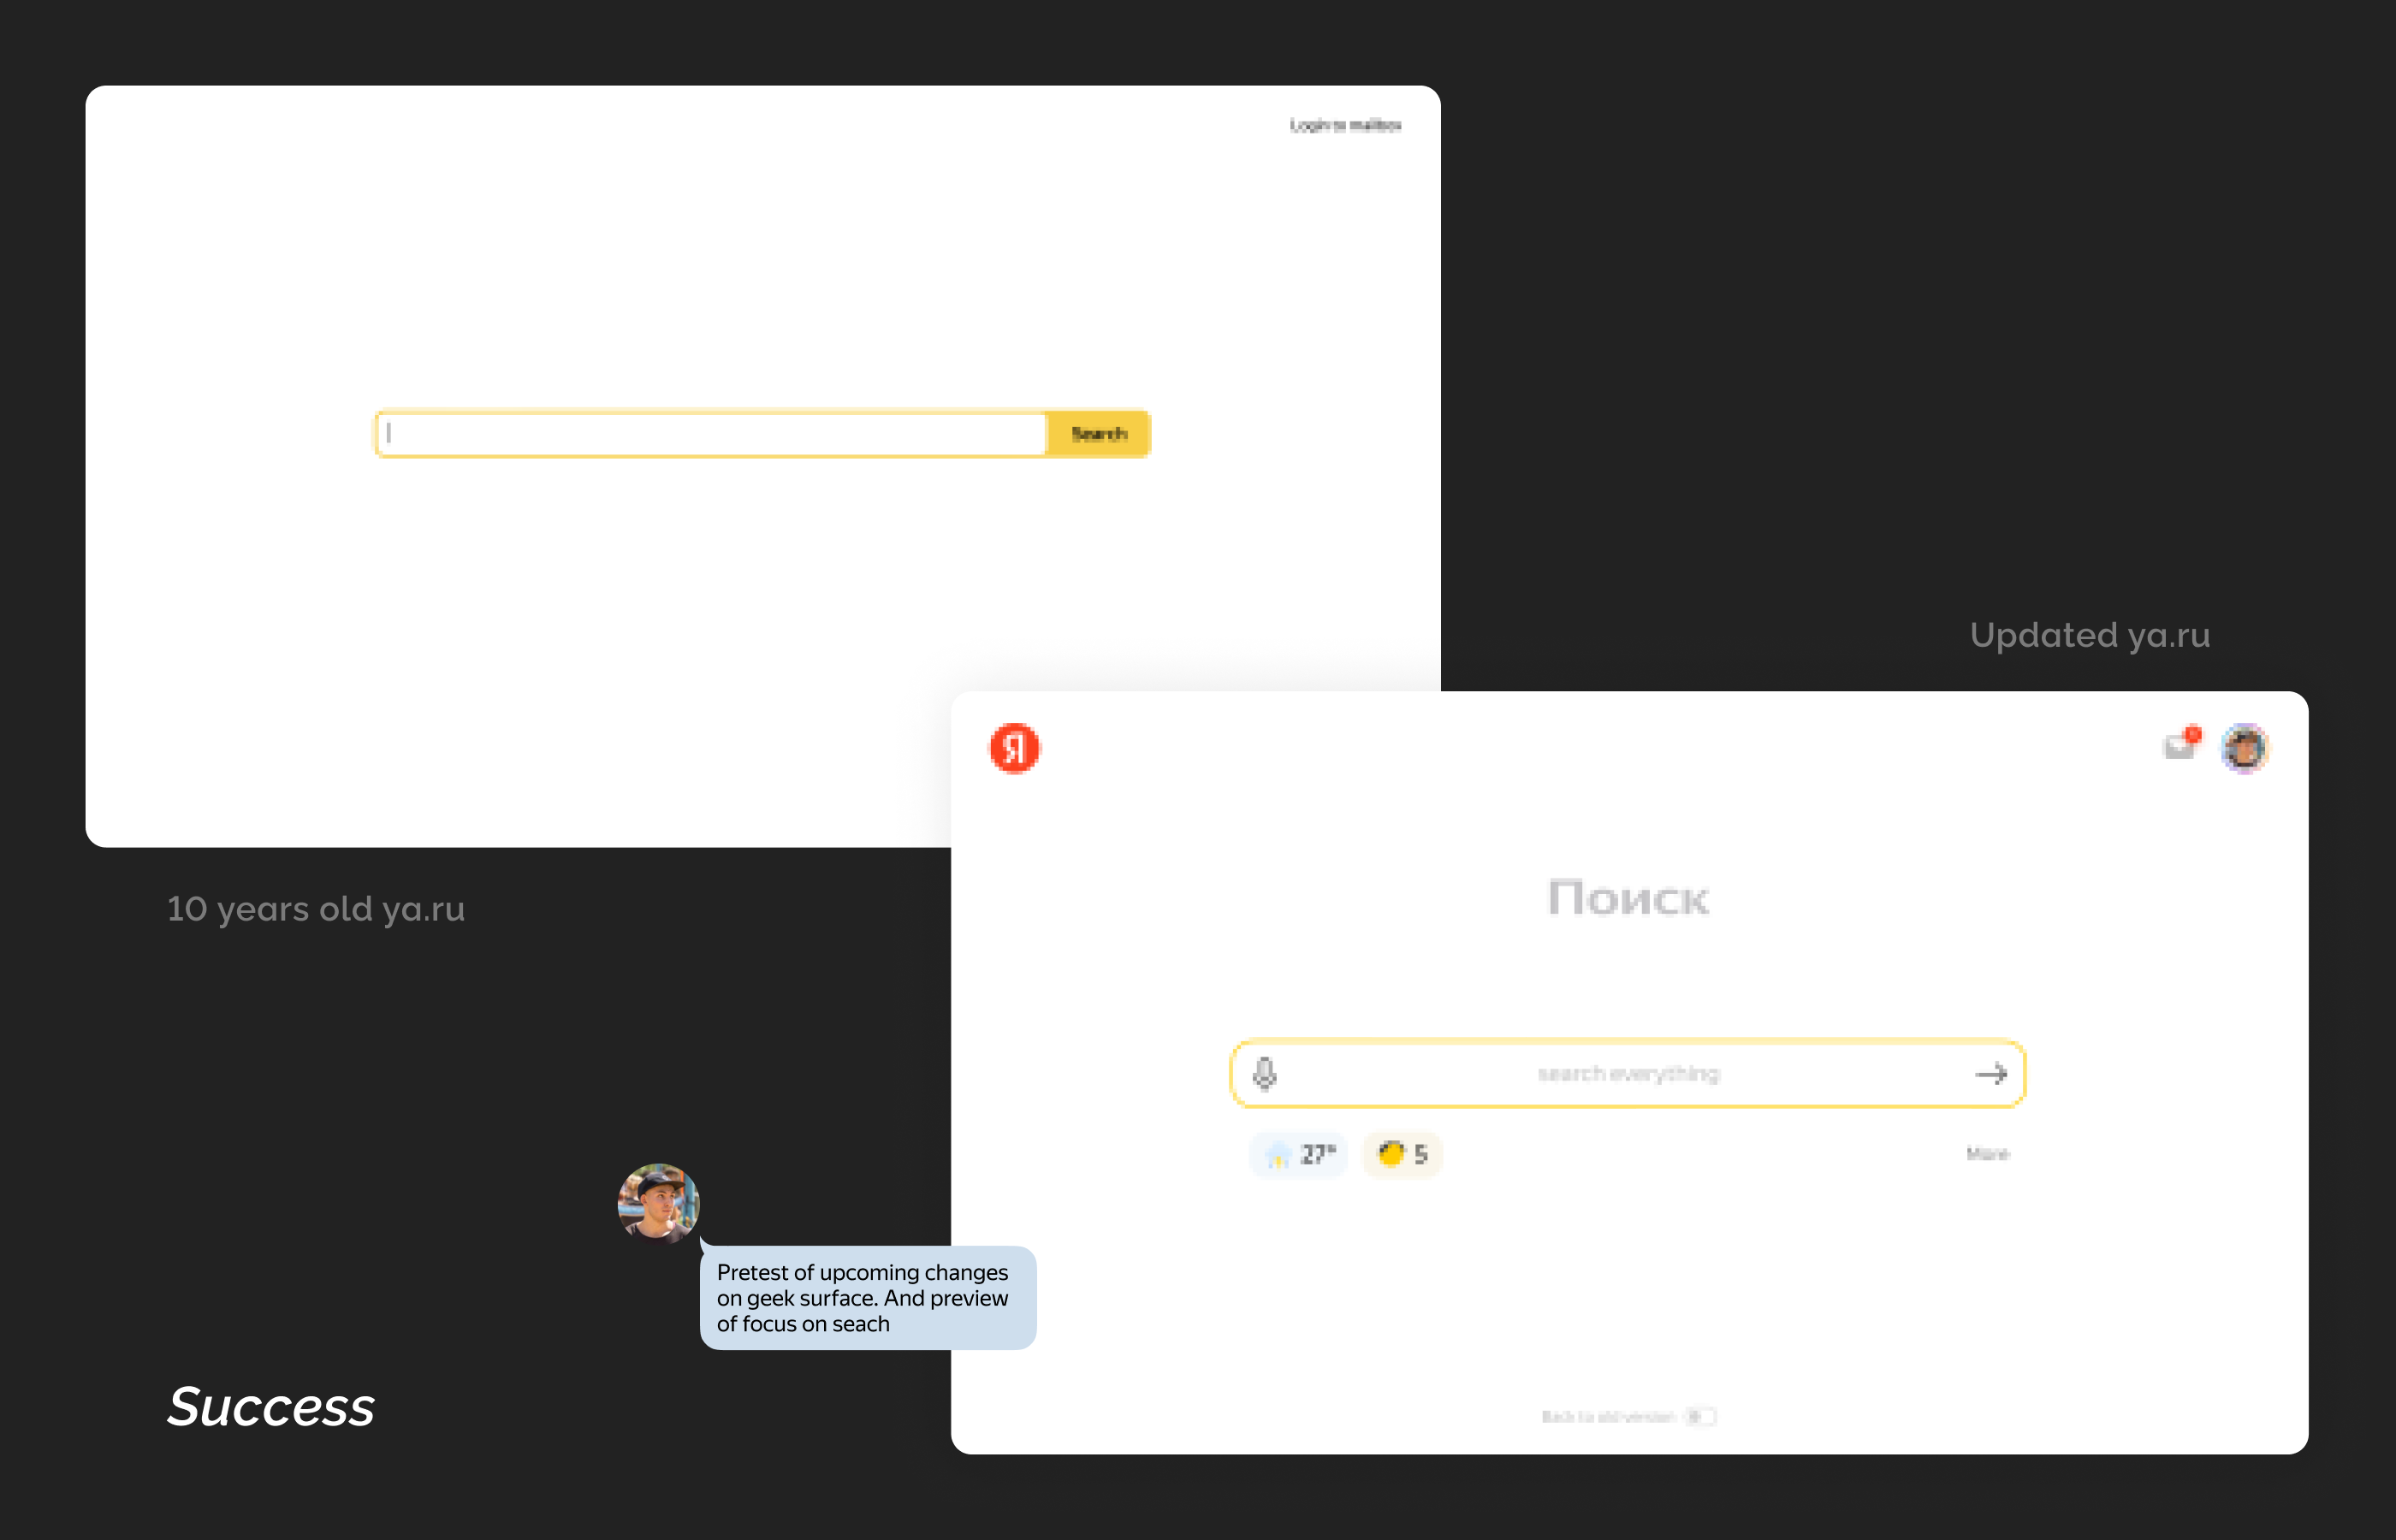 Login to mailbox
Search
10 years old ya.ru
Updated ya.ru
Я
Поиск
search everything
27°
5
More
Pretest of upcoming changes
on geek surface. And preview
of focus on seach
Back to old version
Success